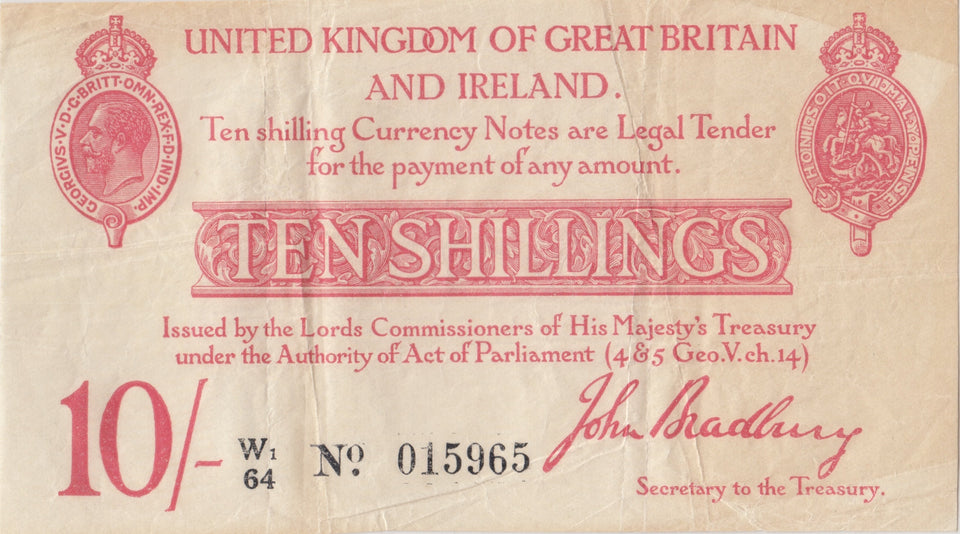 UNITED KINGDOM OF GREAT BRITAIN
AND IRELAND.
GEORGIVS·V·D·G·BRITT·OMN·REX·F·D·IND·IMP.
HONI·SOIT·QVI·MAL·Y·PENSE
Ten shilling Currency Notes are Legal Tender
for the payment of any amount.
TEN SHILLINGS
Issued by the Lords Commissioners of His Majesty's Treasury
under the Authority of Act of Parliament (4 & 5 Geo.V. ch.14)
10/-
W1
64
No. 015965
John Bradbury
Secretary to the Treasury.